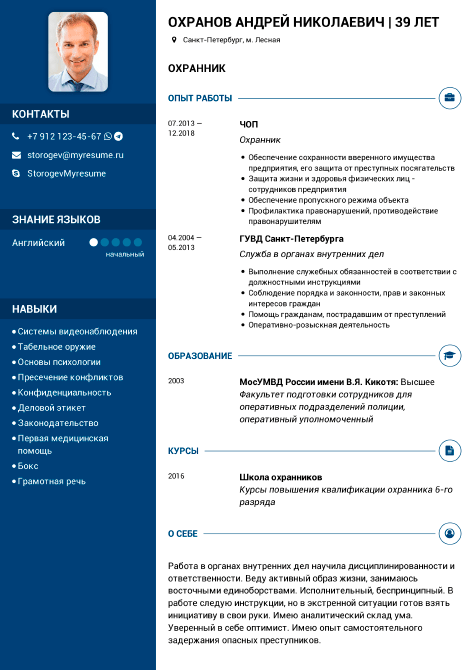 ОХРАНОВ АНДРЕЙ НИКОЛАЕВИЧ | 39 ЛЕТ
Санкт-Петербург, м. Лесная
ОХРАННИК
КОНТАКТЫ
+7 912 123-45-67
storogev@myresume.ru
StorogevMyresume
ЗНАНИЕ ЯЗЫКОВ
Английский
начальный
НАВЫКИ
Системы видеонаблюдения
Табельное оружие
Основы психологии
Пресечение конфликтов
Конфиденциальность
Деловой этикет
Законодательство
Первая медицинская
помощь
Бокс
Грамотная речь
ОПЫТ РАБОТЫ
07.2013 —
12.2018
ЧОП
Охранник
Обеспечение сохранности вверенного имущества
предприятия, его защита от преступных посягательств
Защита жизни и здоровья физических лиц -
сотрудников предприятия
Обеспечение пропускного режима объекта
Профилактика правонарушений, противодействие
правонарушителям
04.2004 —
05.2013
ГУВД Санкт-Петербурга
Служба в органах внутренних дел
Выполнение служебных обязанностей в соответствии с
должностными инструкциями
Соблюдение порядка и законности, прав и законных
интересов граждан
Помощь гражданам, пострадавшим от преступлений
Оперативно-розыскная деятельность
ОБРАЗОВАНИЕ
2003
МосУМВД России имени В.Я. Кикотя: Высшее
Факультет подготовки сотрудников для
оперативных подразделений полиции,
оперативный уполномоченный
КУРСЫ
2016
Школа охранников
Курсы повышения квалификации охранника 6-го
разряда
О СЕБЕ
Работа в органах внутренних дел научила дисциплинированности и
ответственности. Веду активный образ жизни, занимаюсь
восточными единоборствами. Исполнительный, беспринципный. В
работе следую инструкции, но в экстренной ситуации готов взять
инициативу в свои руки. Имею аналитический склад ума.
Уверенный в себе оптимист. Имею опыт самостоятельного
задержания опасных преступников.